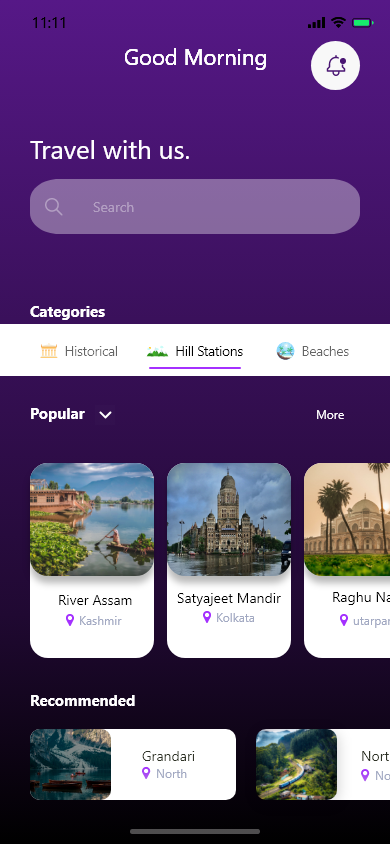 11:11
Good Morning
Travel with us.
Search
Categories
Historical
Hill Stations
Beaches
Popular
More
River Assam
Kashmir
Satyajeet Mandir
Kolkata
Raghu Na
utarpar
Recommended
Grandari
North
Nort
No